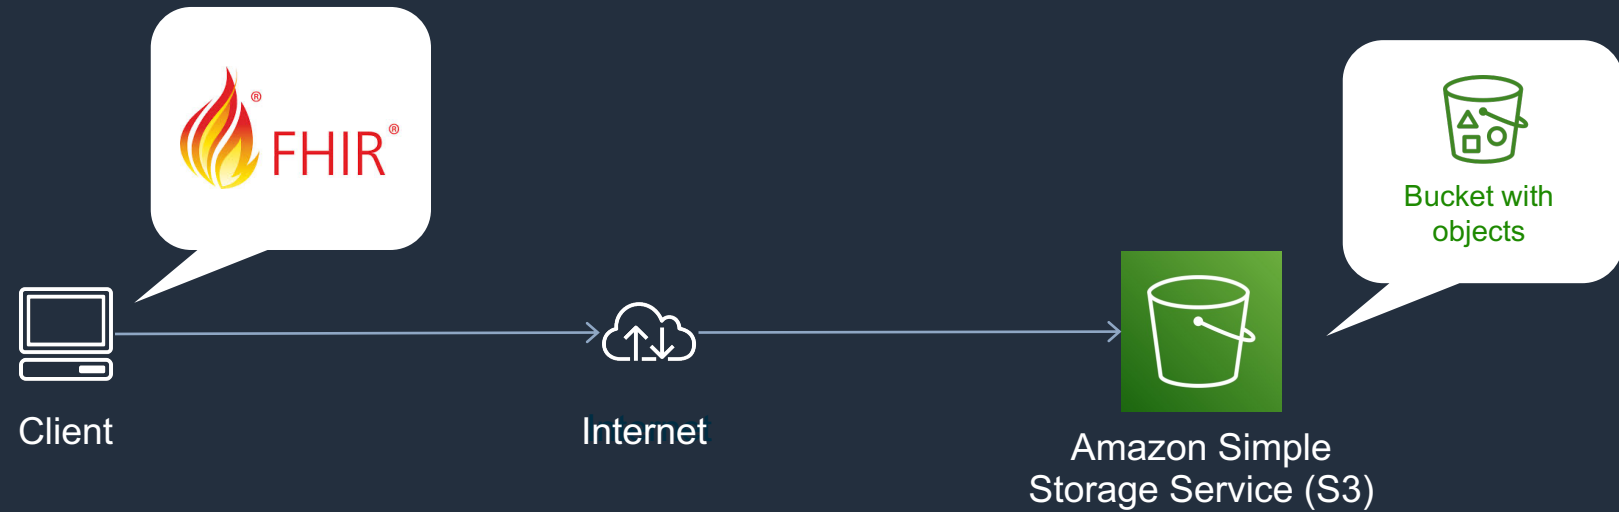 ® FHIR®
Bucket with
objects
Client
Internet
Amazon Simple
Storage Service (S3)